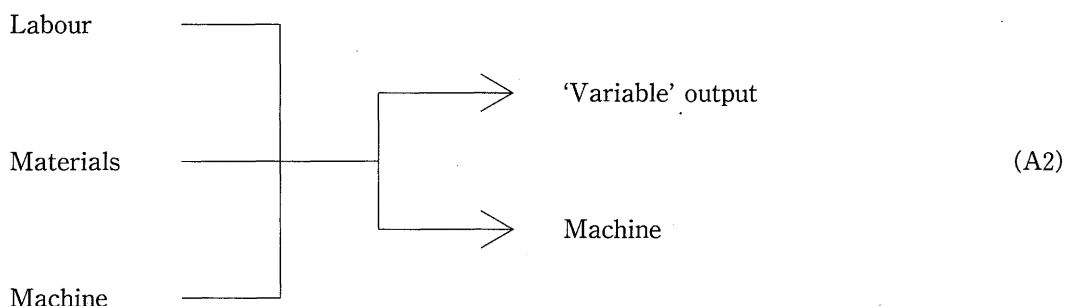 Labour
‘Variable’ output
Materials
(A2)
Machine
Machine